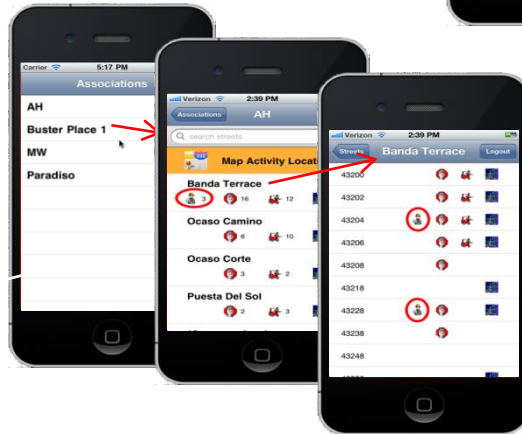 Carrier 5:17 PM
Associations
AH
Buster Place 1
MW
Paradiso
Verizon 2:39 PM
Associations AH
search streets
Map Activity Locati
Banda Terrace
3 16 12
Ocaso Camino
6 10
Ocaso Corte
3 2
Puesta Del Sol
2 3
Verizon 2:39 PM
Streets Banda Terrace Logout
43200
43202
43204
43206
43208
43218
43228
43238
43248